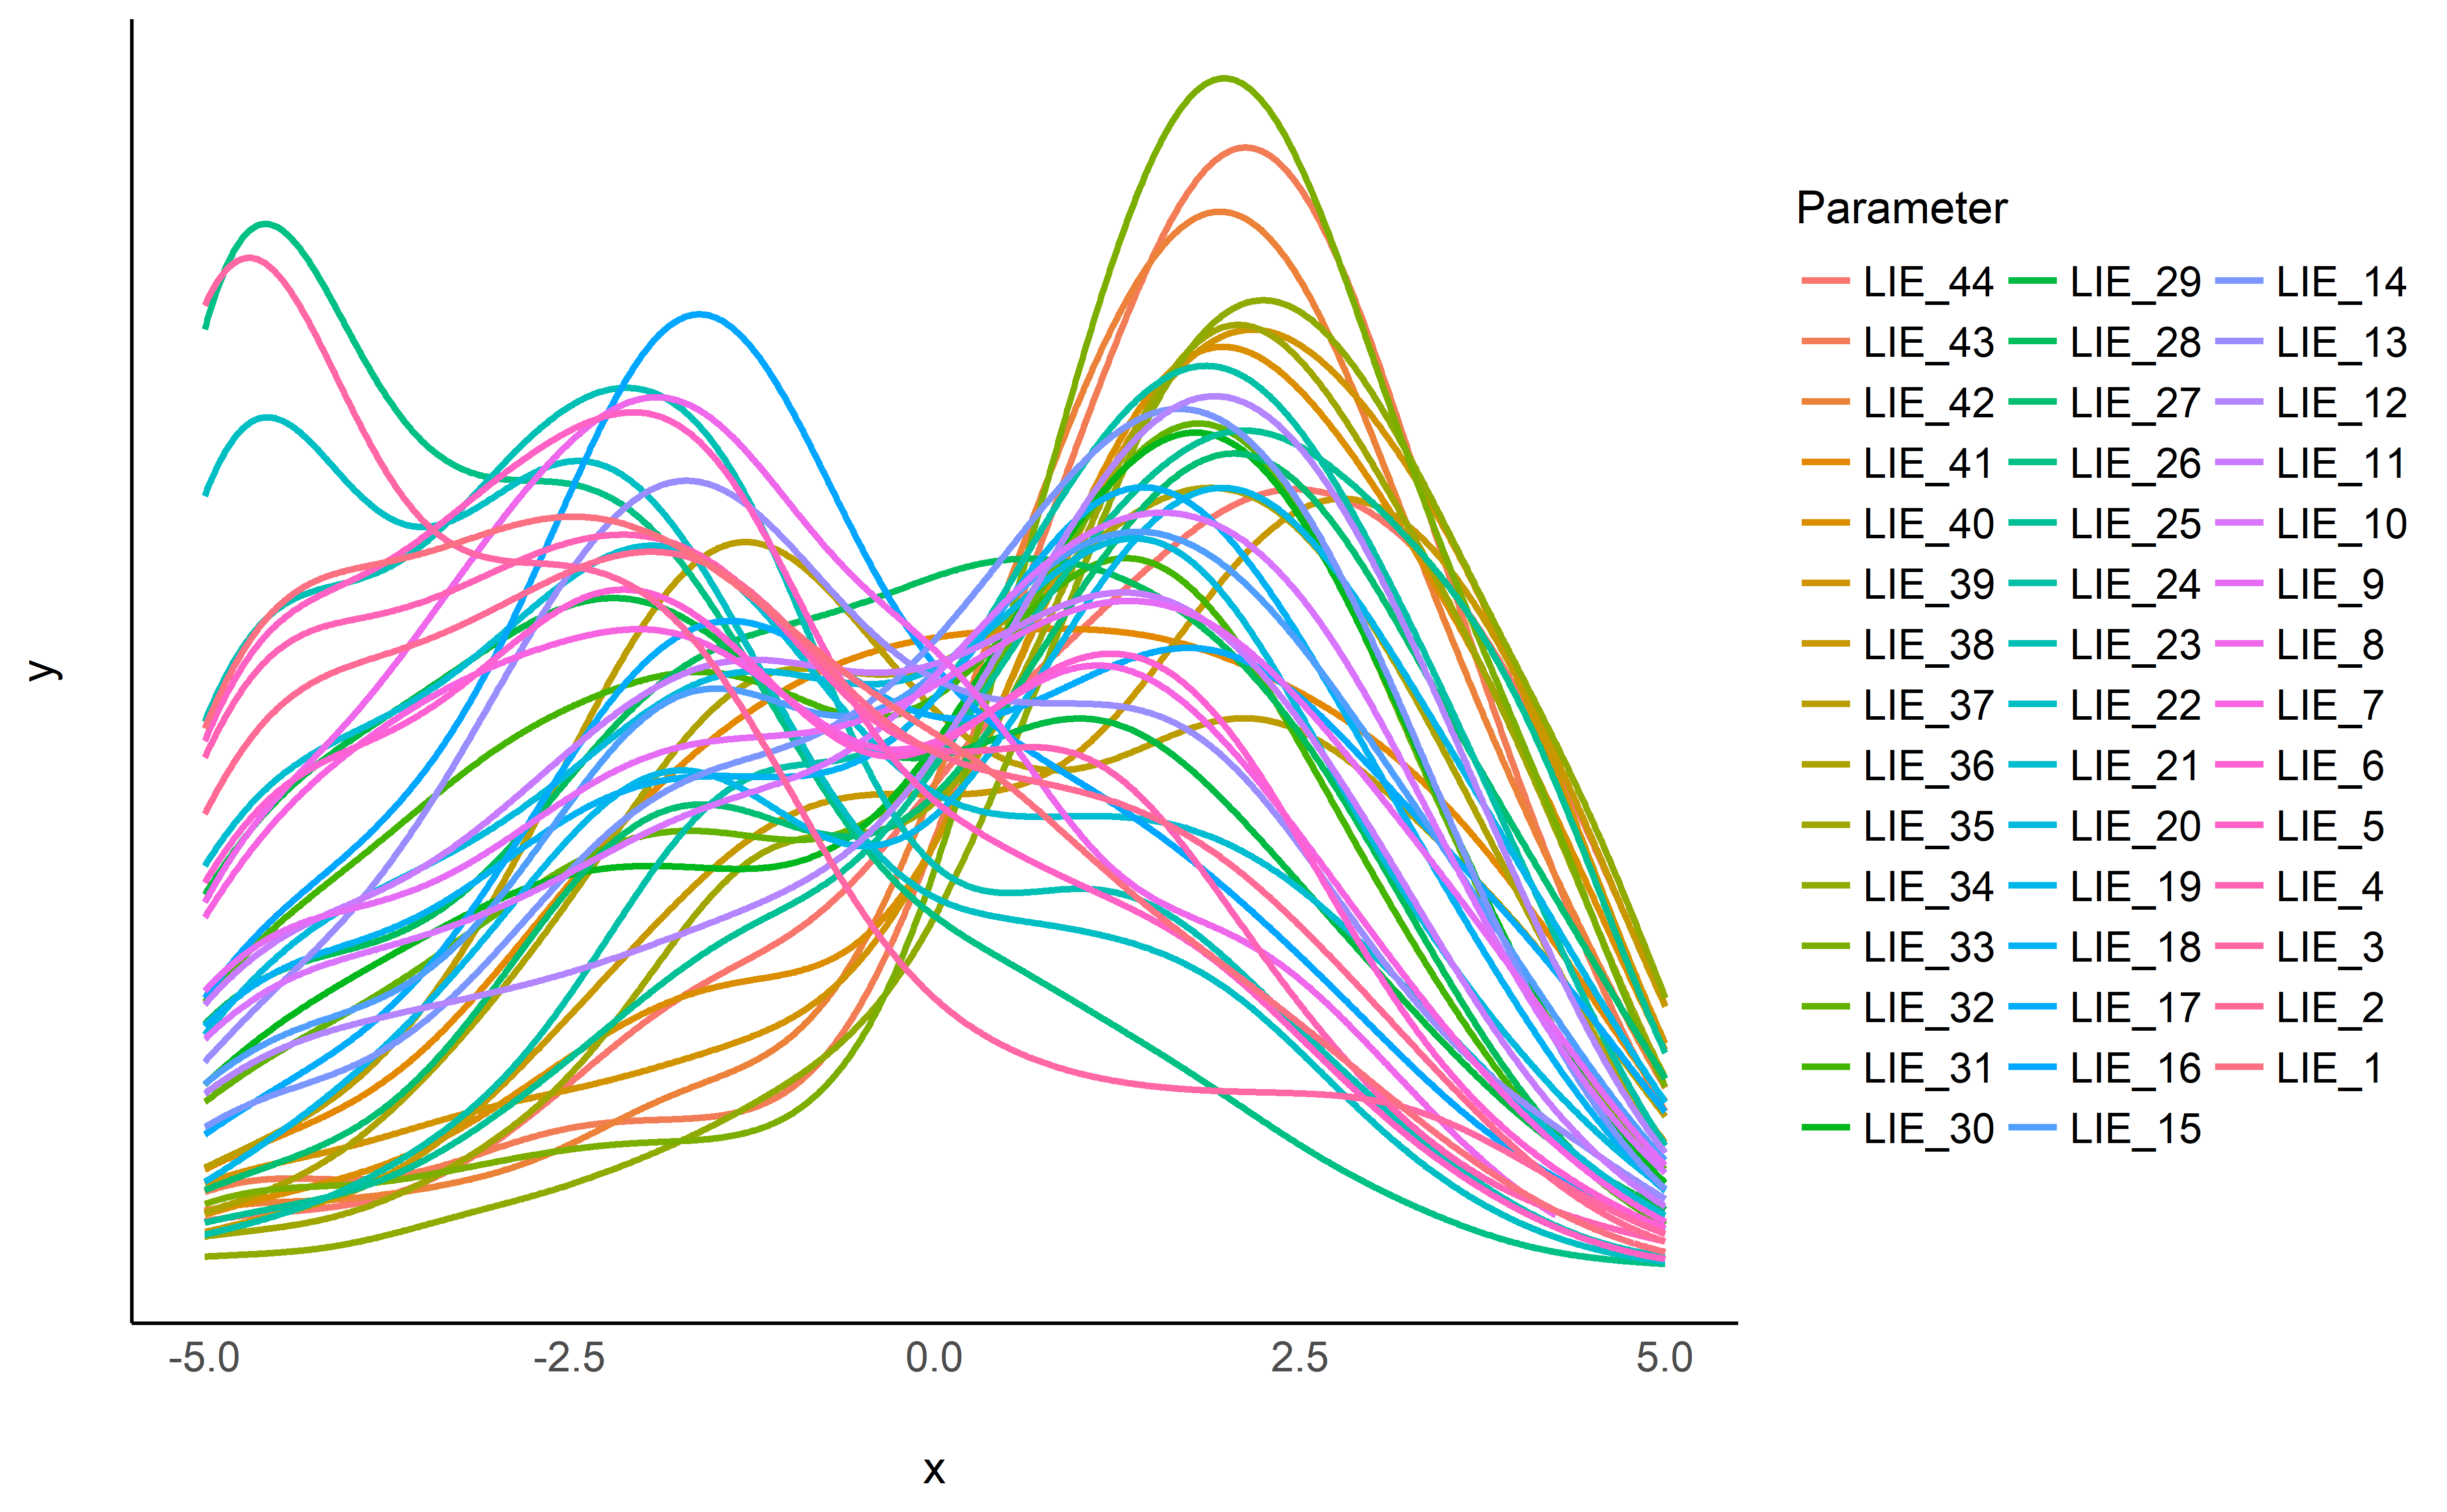 y
-5.0 -2.5 0.0 2.5 5.0
x
Parameter
LIE_44 LIE_29 LIE_14
LIE_43 LIE_28 LIE_13
LIE_42 LIE_27 LIE_12
LIE_41 LIE_26 LIE_11
LIE_40 LIE_25 LIE_10
LIE_39 LIE_24 LIE_9
LIE_38 LIE_23 LIE_8
LIE_37 LIE_22 LIE_7
LIE_36 LIE_21 LIE_6
LIE_35 LIE_20 LIE_5
LIE_34 LIE_19 LIE_4
LIE_33 LIE_18 LIE_3
LIE_32 LIE_17 LIE_2
LIE_31 LIE_16 LIE_1
LIE_30 LIE_15